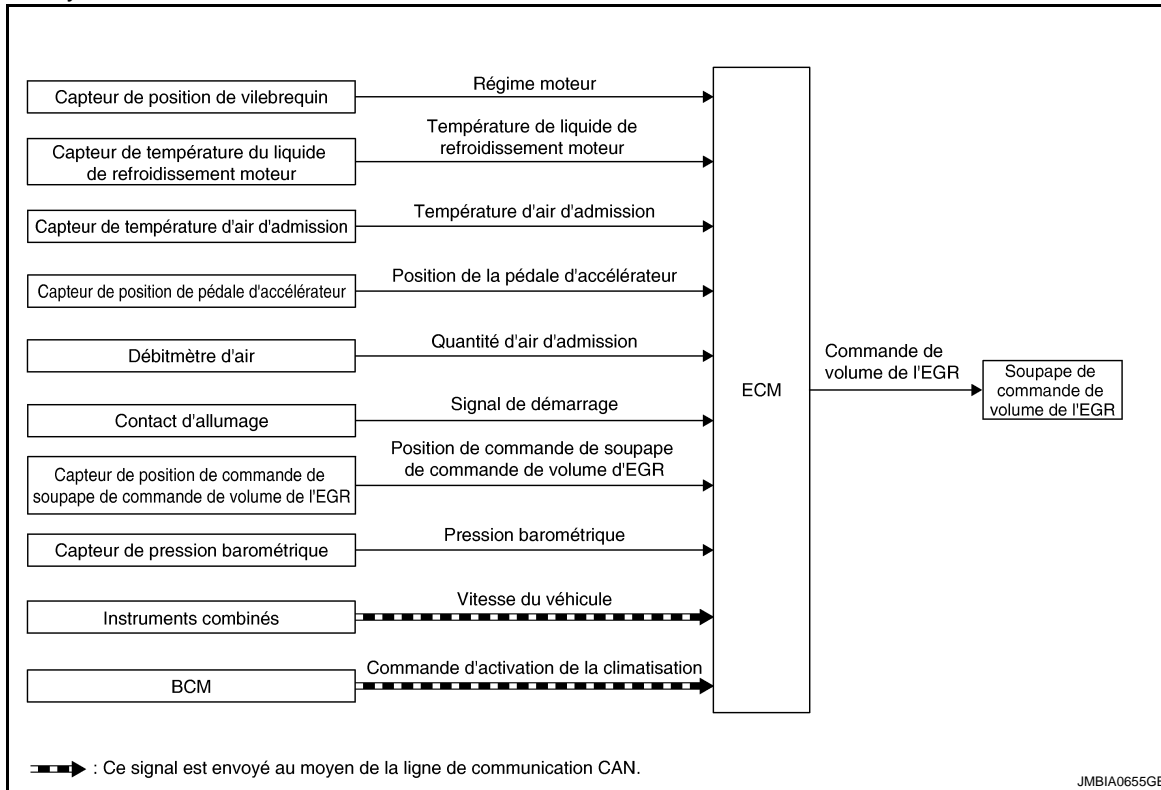 Capteur de position de vilebrequin
Régime moteur
Capteur de température du liquide
de refroidissement moteur
Température de liquide de
refroidissement moteur
Capteur de température d'air d'admission
Température d'air d'admission
Capteur de position de pédale d'accélérateur
Position de la pédale d'accélérateur
Débitmètre d'air
Quantité d'air d'admission
Contact d'allumage
Signal de démarrage
Capteur de position de commande de
soupape de commande de volume de l'EGR
Position de commande de soupape
de commande de volume d'EGR
Capteur de pression barométrique
Pression barométrique
Instruments combinés
Vitesse du véhicule
BCM
Commande d'activation de la climatisation
ECM
Commande de
volume de l'EGR
Soupape de
commande de
volume de l'EGR
: Ce signal est envoyé au moyen de la ligne de communication CAN.